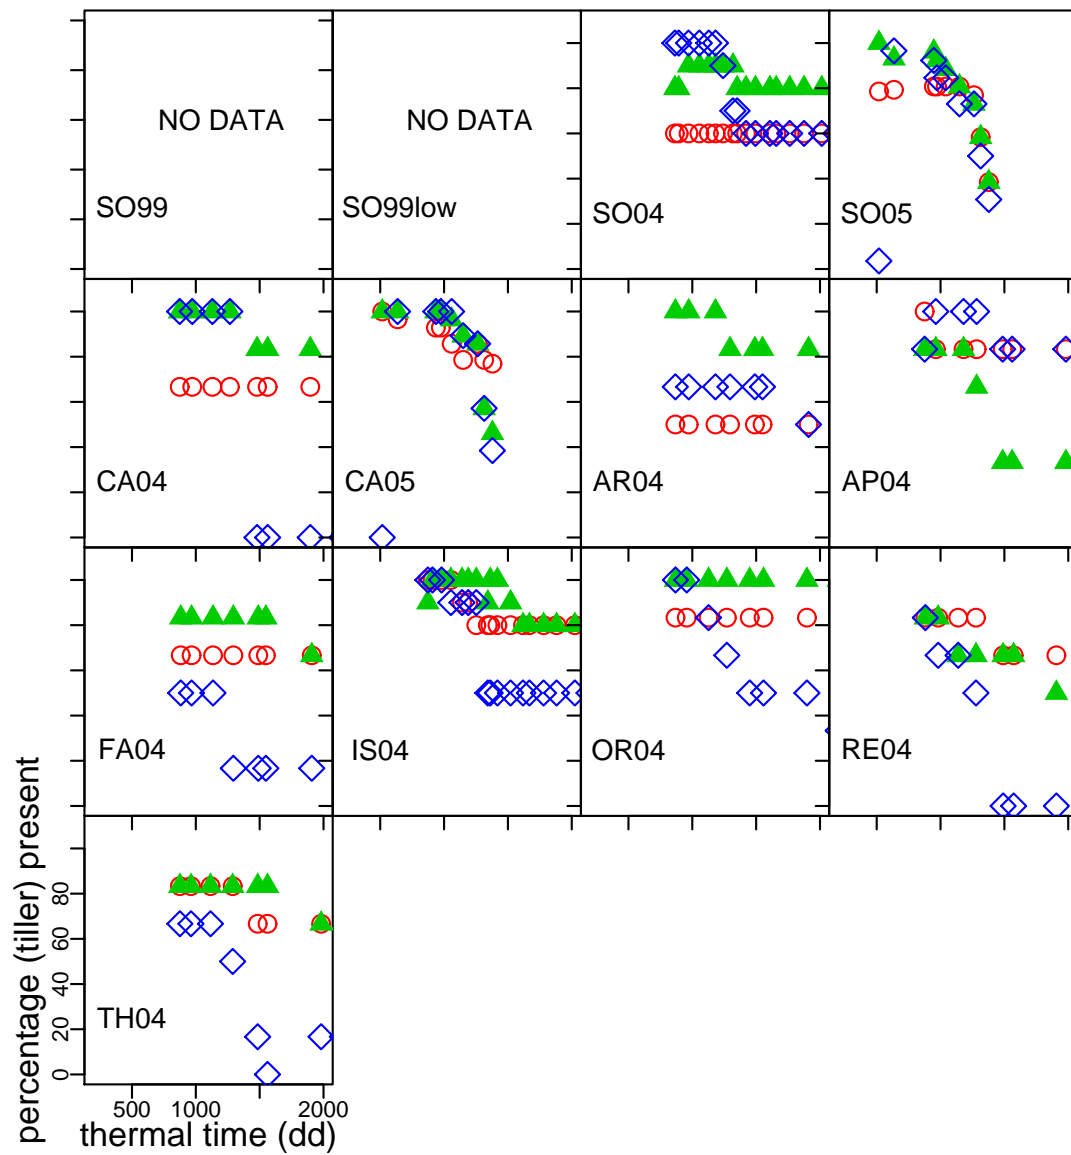 NO DATA
NO DATA
SO99
SO99low
SO04
SO05
CA04
CA05
AR04
AP04
FA04
IS04
OR04
RE04
TH04
percentage (tiller) present
0 20 40 60 80
500 1000 2000
thermal time (dd)